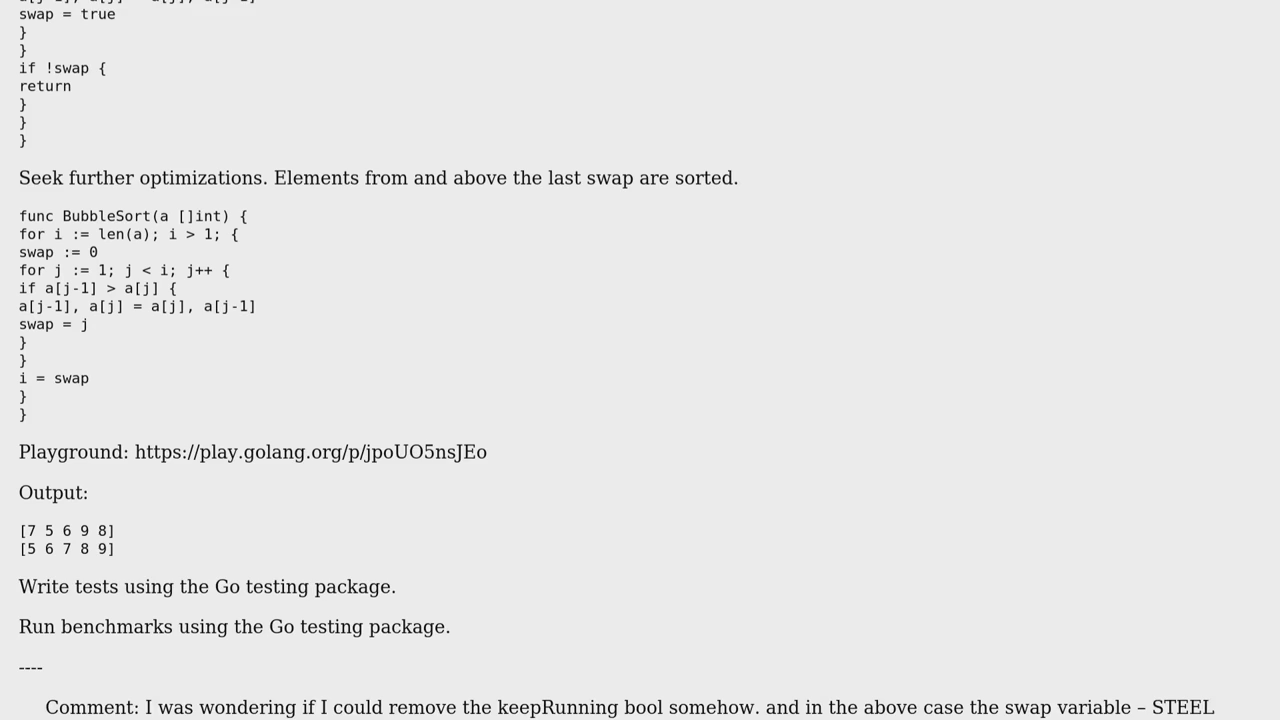 swap = true
}
}
if !swap {
return
}
}
}
Seek further optimizations. Elements from and above the last swap are sorted.
func BubbleSort(a []int) {
for i := len(a); i > 1; {
swap := 0
for j := 1; j < i; j++ {
if a[j-1] > a[j] {
a[j-1], a[j] = a[j], a[j-1]
swap = j
}
}
i = swap
}
}
Playground: https://play.golang.org/p/jpoUO5nsJEo
Output:
[7 5 6 9 8]
[5 6 7 8 9]
Write tests using the Go testing package.
Run benchmarks using the Go testing package.
----
Comment: I was wondering if I could remove the keepRunning bool somehow. and in the above case the swap variable – STEEL